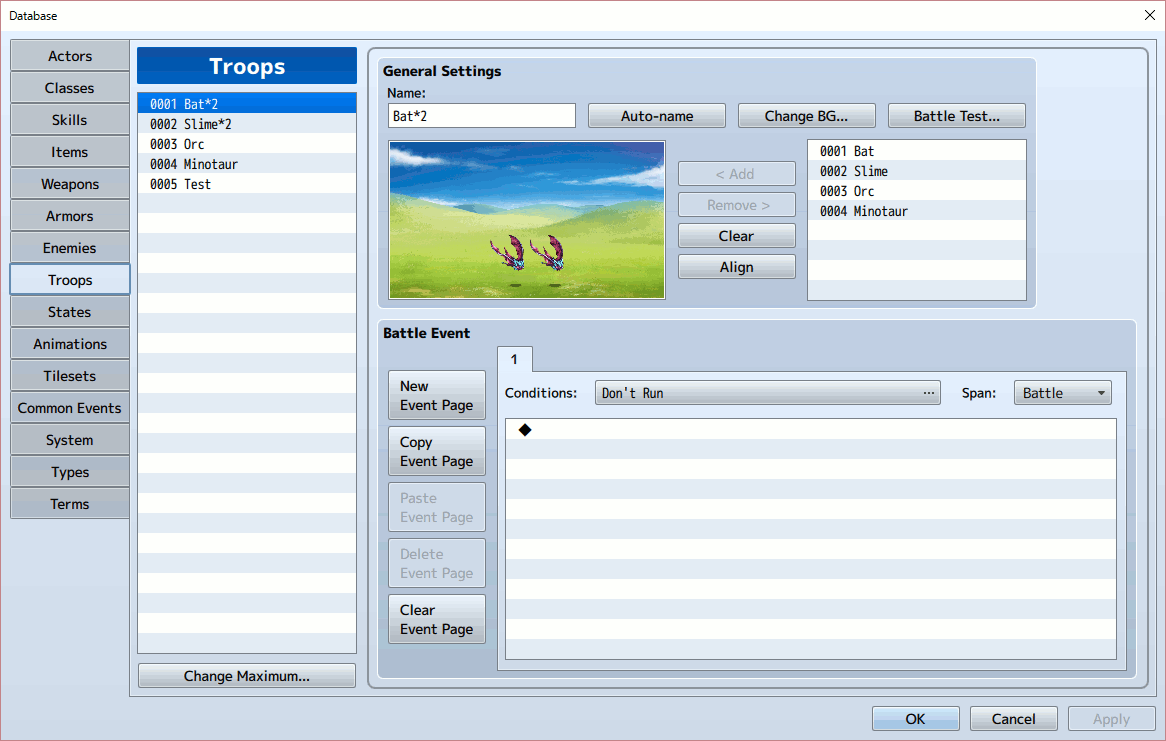 Database
Actors
Classes
Skills
Items
Weapons
Armors
Enemies
Troops
States
Animations
Tilesets
Common Events
System
Types
Terms
Troops
0001 Bat*2
0002 Slime*2
0003 Orc
0004 Minotaur
0005 Test
Change Maximum...
General Settings
Name:
Bat*2
Auto-name
Change BG...
Battle Test...
< Add
Remove >
Clear
Align
0001 Bat
0002 Slime
0003 Orc
0004 Minotaur
Battle Event
New
Event Page
Copy
Event Page
Paste
Event Page
Delete
Event Page
Clear
Event Page
1
Conditions:
Don't Run
...
Span:
Battle
◆
OK
Cancel
Apply